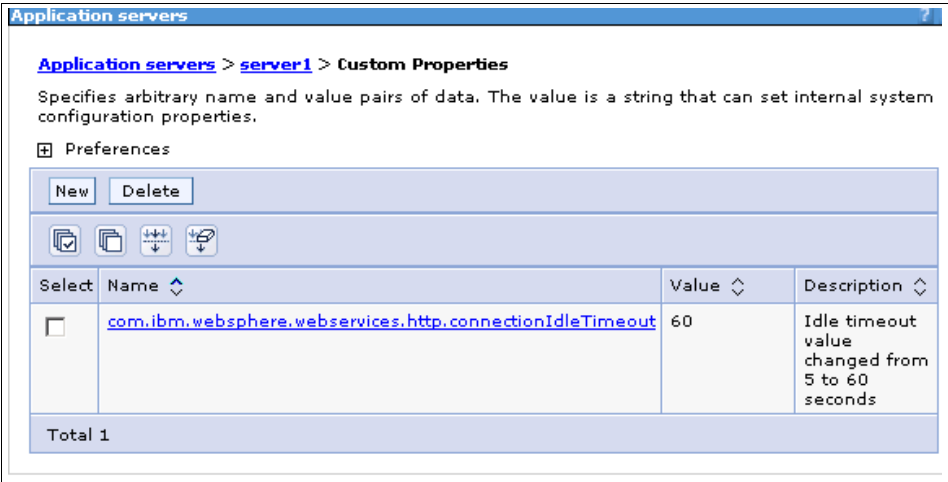 Application servers ?
Application servers > server1 > Custom Properties
Specifies arbitrary name and value pairs of data. The value is a string that can set internal system
configuration properties.
Preferences
New Delete
Select Name Value Description
com.ibm.websphere.webservices.http.connectionIdleTimeout 60 Idle timeout
value
changed from
5 to 60
seconds
Total 1